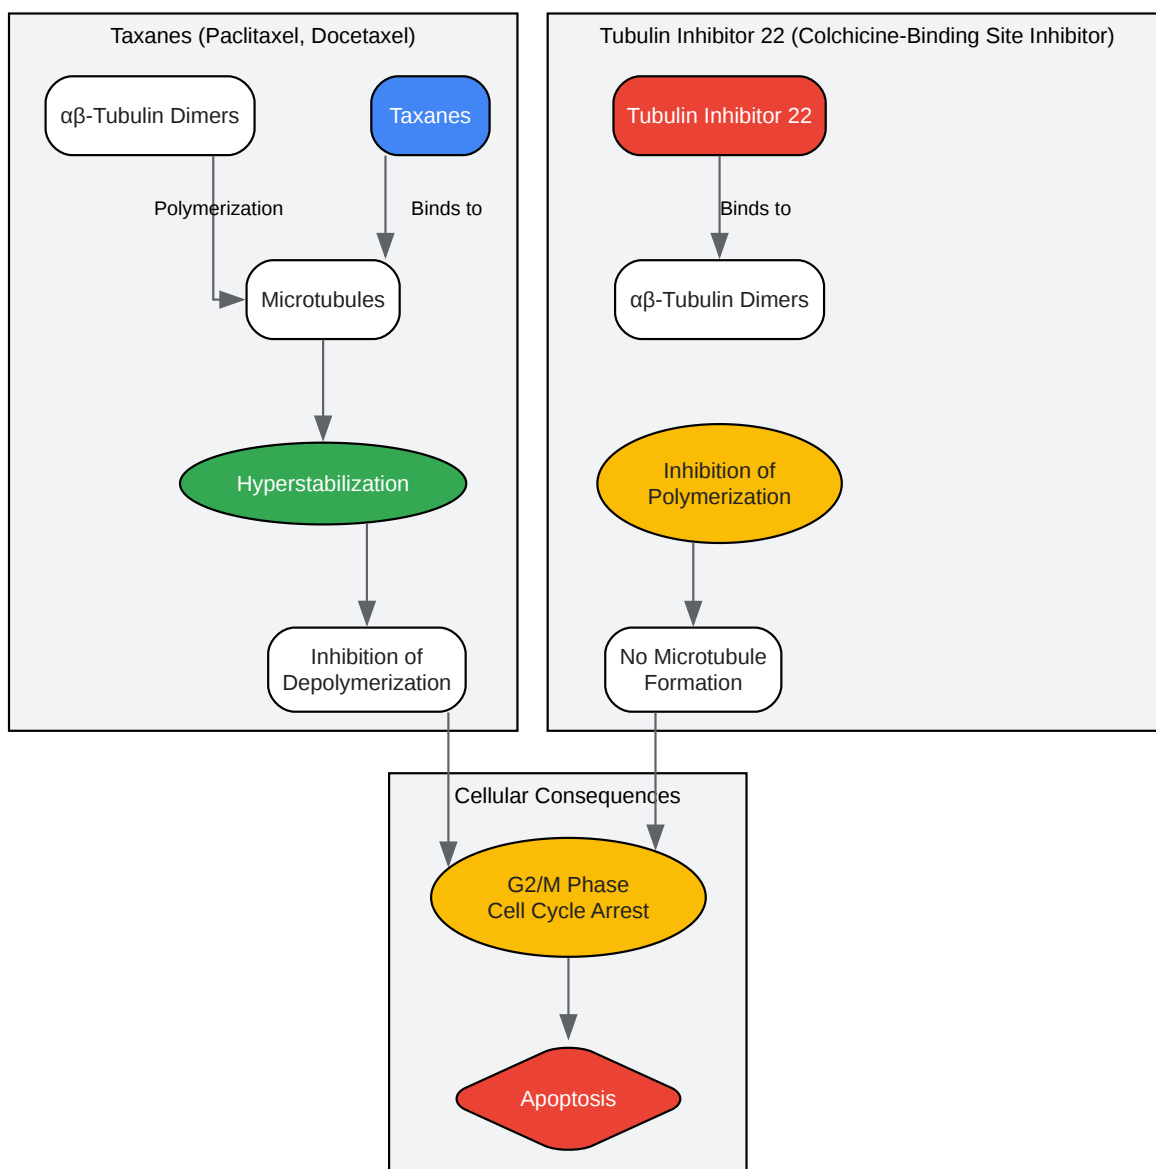 Taxanes (Paclitaxel, Docetaxel)
αβ-Tubulin Dimers
Taxanes
Polymerization
Binds to
Microtubules
Hyperstabilization
Inhibition of
Depolymerization
Tubulin Inhibitor 22 (Colchicine-Binding Site Inhibitor)
Tubulin Inhibitor 22
Binds to
αβ-Tubulin Dimers
Inhibition of
Polymerization
No Microtubule
Formation
Cellular Consequences
G2/M Phase
Cell Cycle Arrest
Apoptosis